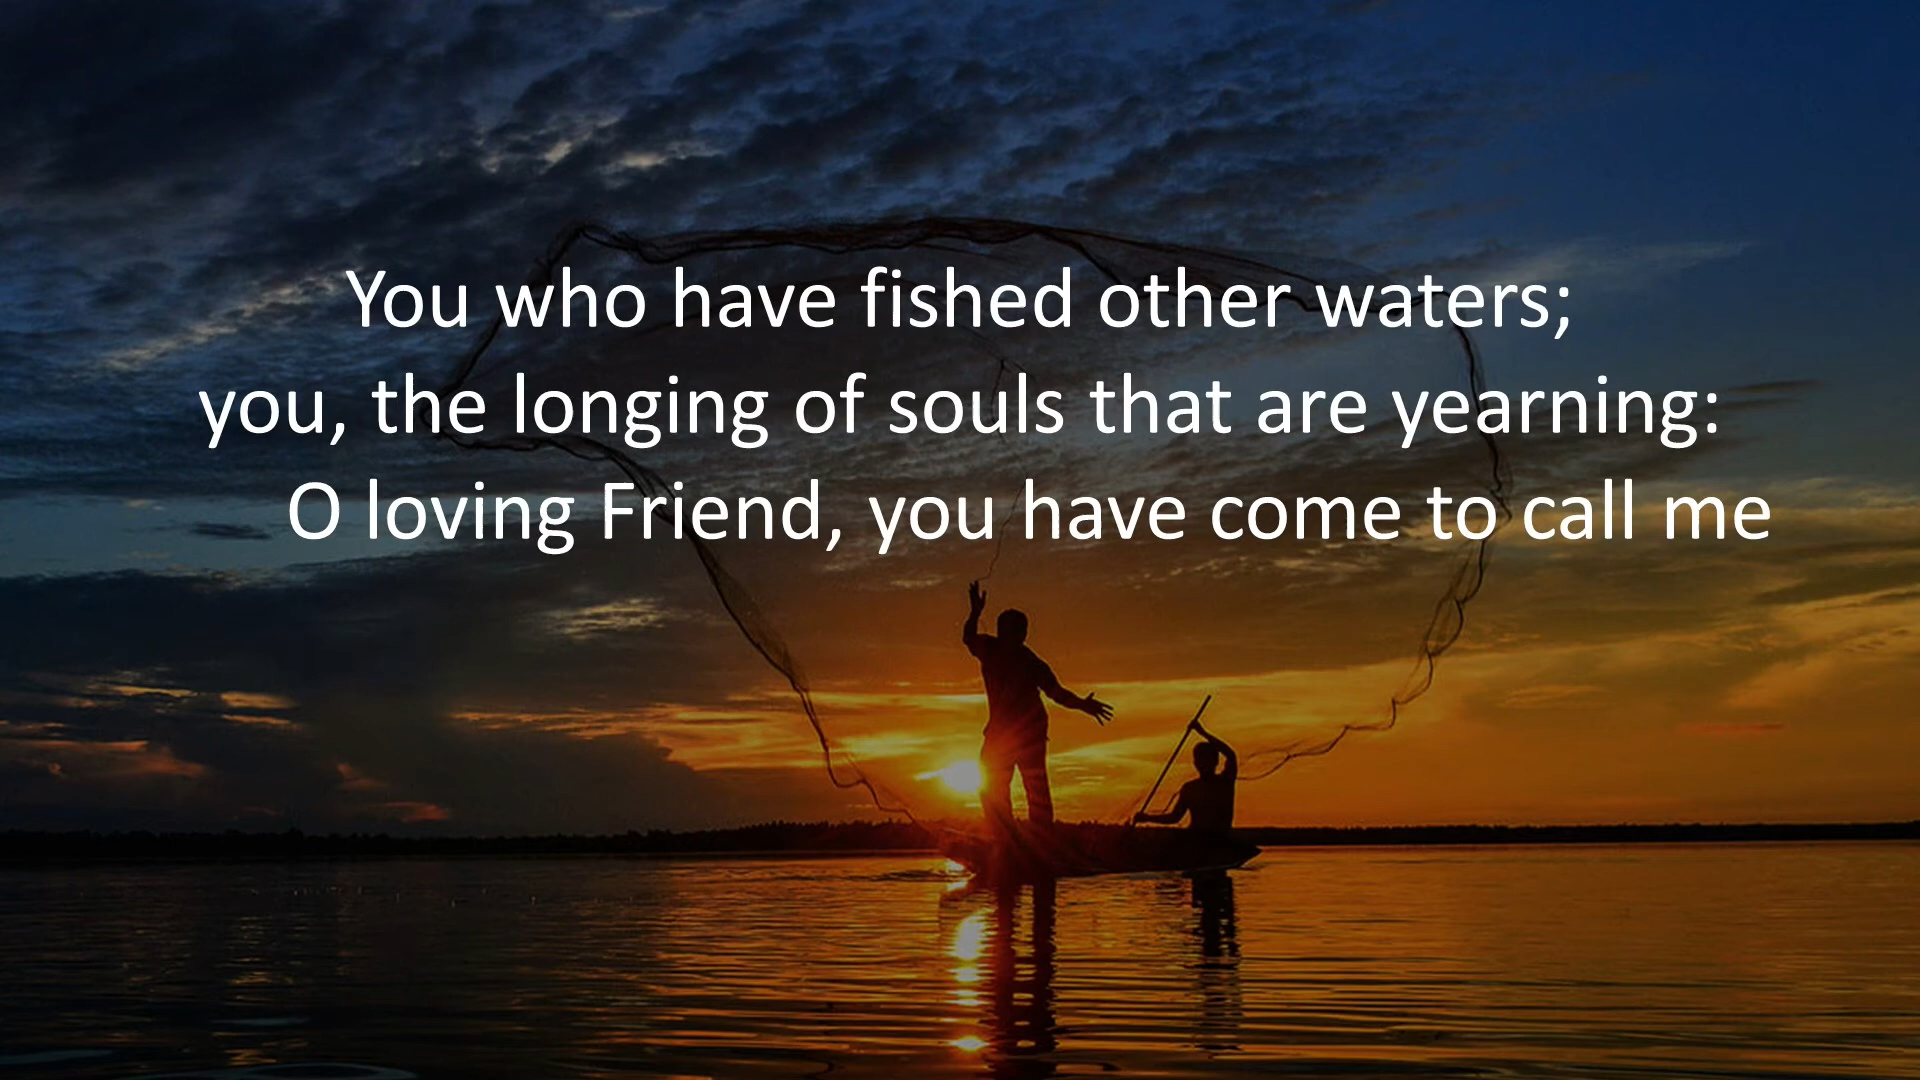 You who have fished other waters;
you, the longing of souls that are yearning:
O loving Friend, you have come to call me